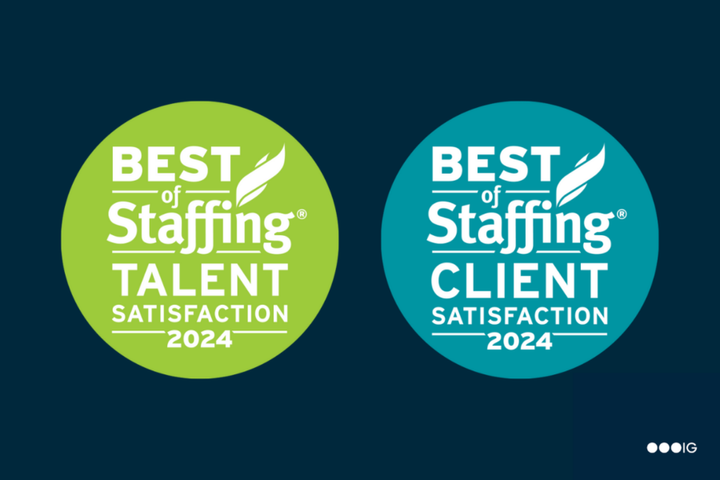 BEST
of
Staffing®
TALENT
SATISFACTION
2024
BEST
of
Staffing®
CLIENT
SATISFACTION
2024
IG